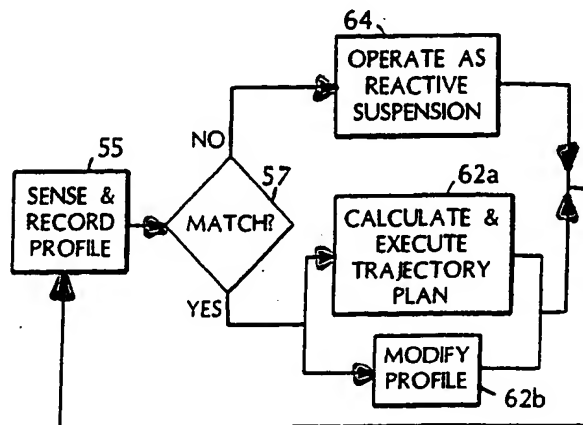 64
OPERATE AS
REACTIVE
SUSPENSION
55
SENSE &
RECORD
PROFILE
NO
57
MATCH?
YES
62a
CALCULATE &
EXECUTE
TRAJECTORY
PLAN
MODIFY
PROFILE
62b